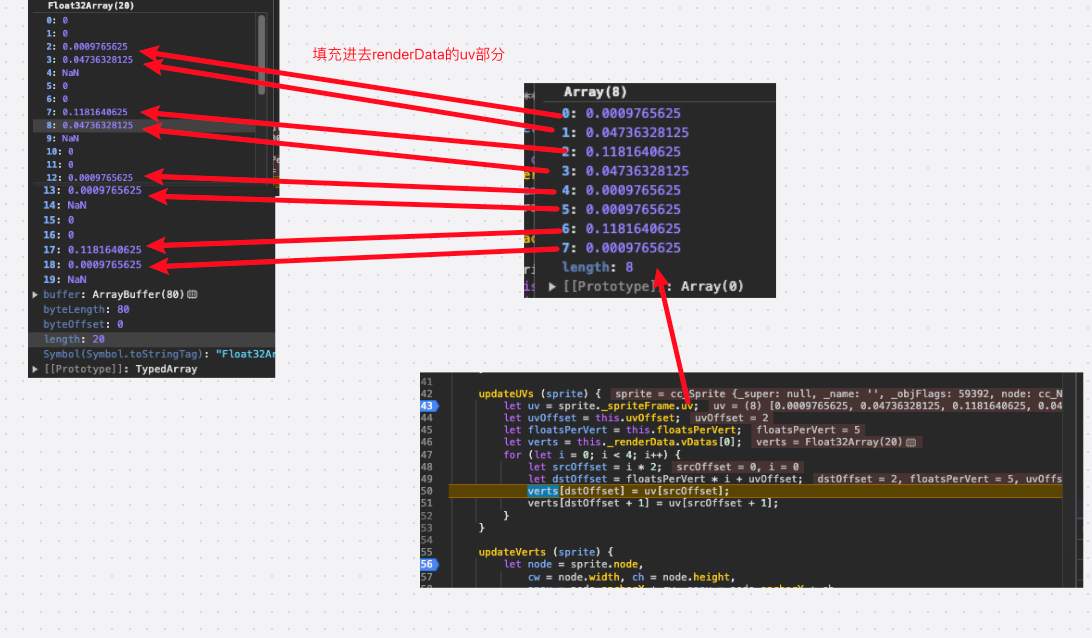 Float32Array(20)
0: 0
1: 0
2: 0.0009765625
3: 0.04736328125
4: NaN
5: 0
6: 0
7: 0.1181640625
8: 0.04736328125
9: NaN
10: 0
11: 0
12: 0.0009765625
13: 0.0009765625
14: NaN
15: 0
16: 0
17: 0.1181640625
18: 0.0009765625
19: NaN
buffer: ArrayBuffer(80)
byteLength: 80
byteOffset: 0
length: 20
Symbol(Symbol.toStringTag): "Float32Ar
[[Prototype]]: TypedArray
填充进去renderData的uv部分
Array(8)
0: 0.0009765625
1: 0.04736328125
2: 0.1181640625
3: 0.04736328125
4: 0.0009765625
5: 0.0009765625
6: 0.1181640625
7: 0.0009765625
length: 8
[[Prototype]]: Array(0)
41
42 updateUVs (sprite) { sprite = cc_Sprite {_super: null, _name: '', _objFlags: 59392, node: cc_N
43 let uv = sprite._spriteFrame.uv; uv = (8) [0.0009765625, 0.04736328125, 0.1181640625, 0.04
44 let uvOffset = this.uvOffset; uvOffset = 2
45 let floatsPerVert = this.floatsPerVert; floatsPerVert = 5
46 let verts = this._renderData.vDatas[0]; verts = Float32Array(20)
47 for (let i = 0; i < 4; i++) {
48 let srcOffset = i * 2; srcOffset = 0, i = 0
49 let dstOffset = floatsPerVert * i + uvOffset; dstOffset = 2, floatsPerVert = 5, uvOffs
50 verts[dstOffset] = uv[srcOffset];
51 verts[dstOffset + 1] = uv[srcOffset + 1];
52 }
53 }
54
55 updateVerts (sprite) {
56 let node = sprite.node,
57 cw = node.width, ch = node.height,